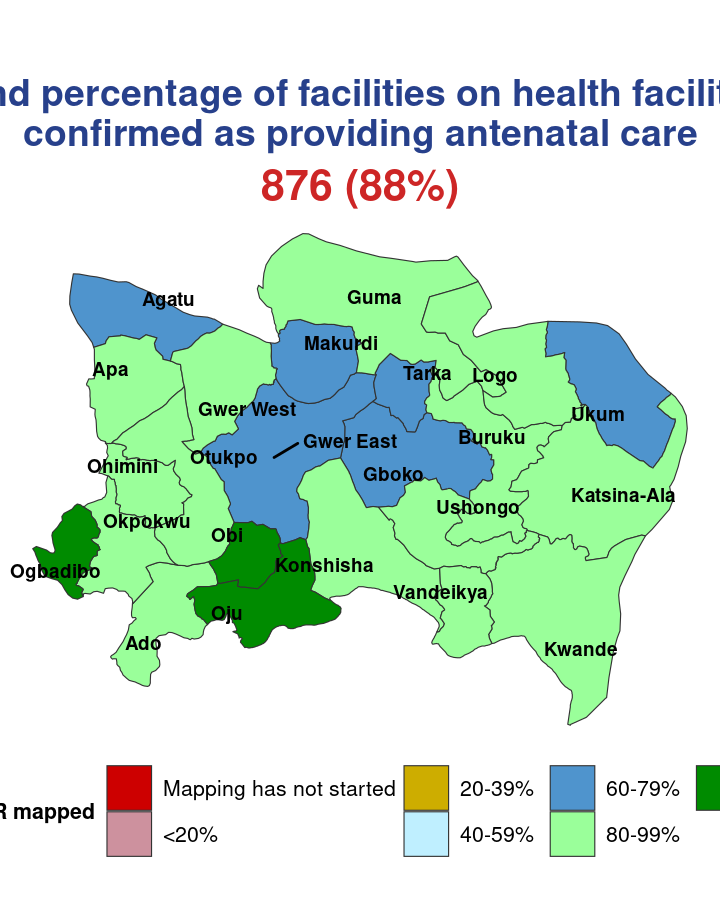 nd percentage of facilities on health facilit
confirmed as providing antenatal care
876 (88%)
Agatu
Guma
Makurdi
Apa
Tarka
Logo
Gwer West
Ukum
Gwer East
Buruku
Otukpo
Ohimini
Gboko
Katsina-Ala
Ushongo
Okpokwu
Obi
Ogbadibo
Konshisha
Vandeikya
Oju
Ado
Kwande
R mapped
Mapping has not started
20-39%
60-79%
<20%
40-59%
80-99%